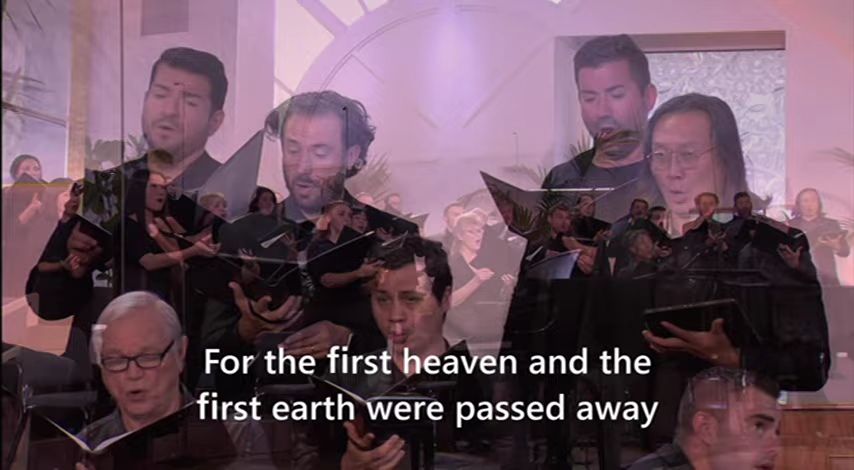 For the first heaven and the
first earth were passed away